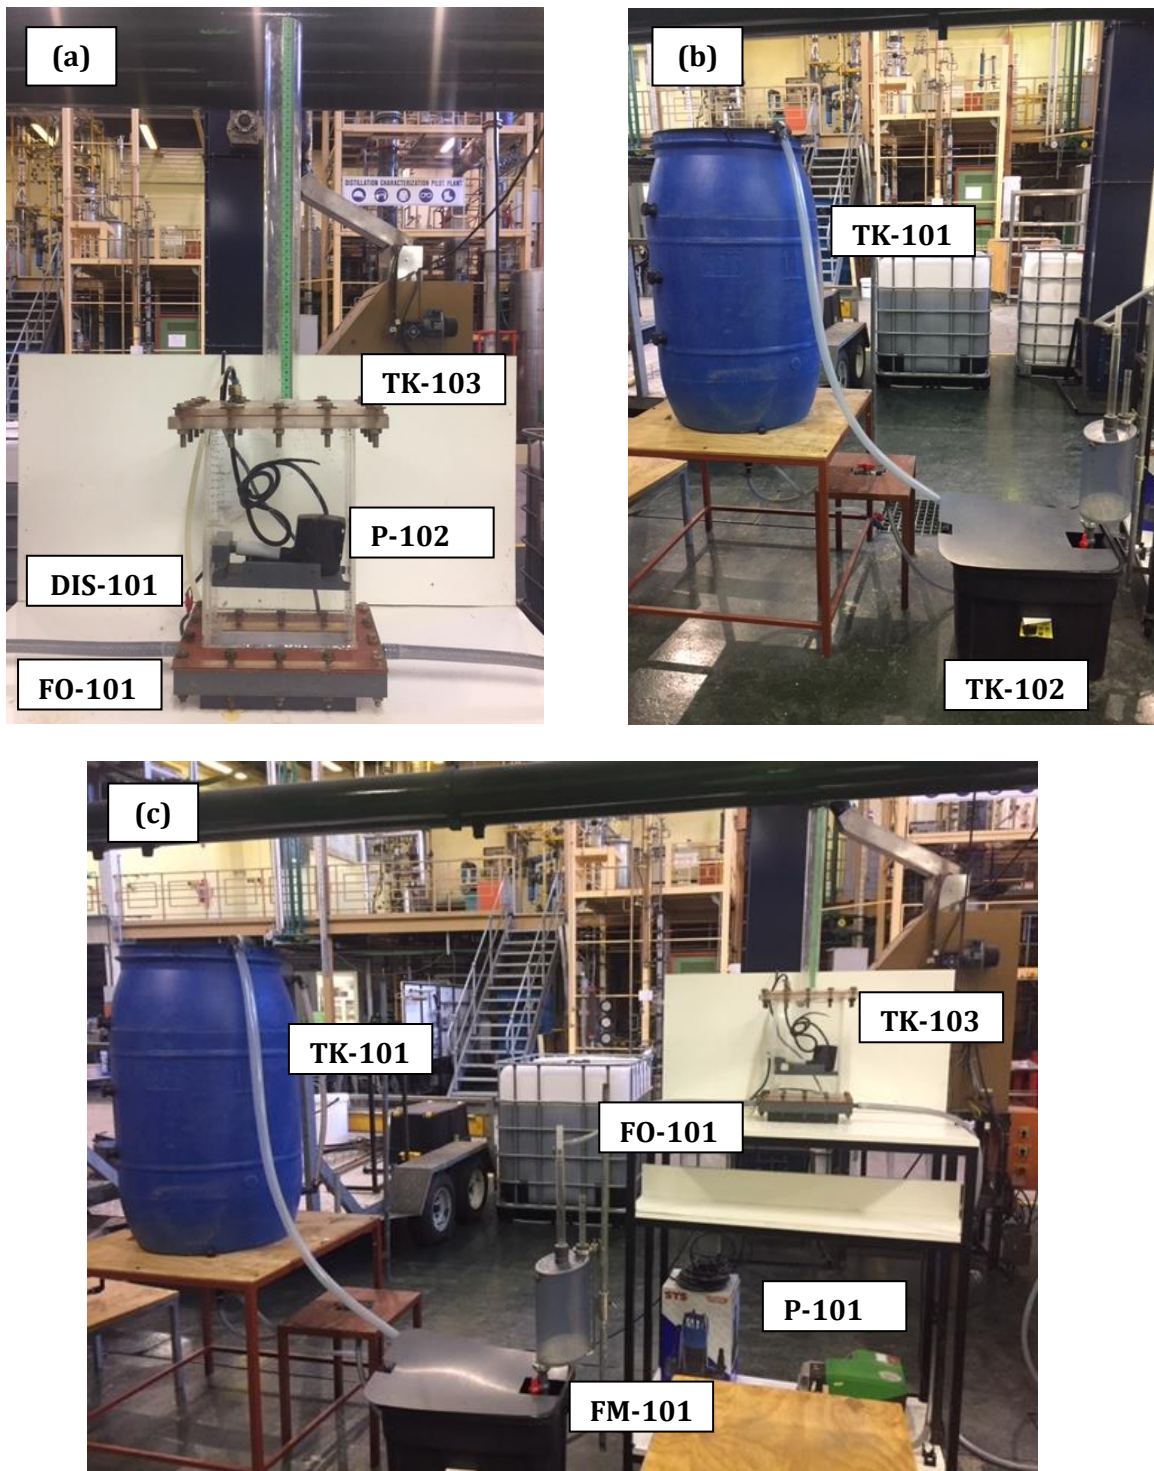 (a)
DISTILLATION CHARACTERIZATION PILOT PLANT
TK-103
P-102
DIS-101
FO-101
(b)
TK-101
TK-102
(c)
TK-101
TK-103
FO-101
STS
P-101
FM-101